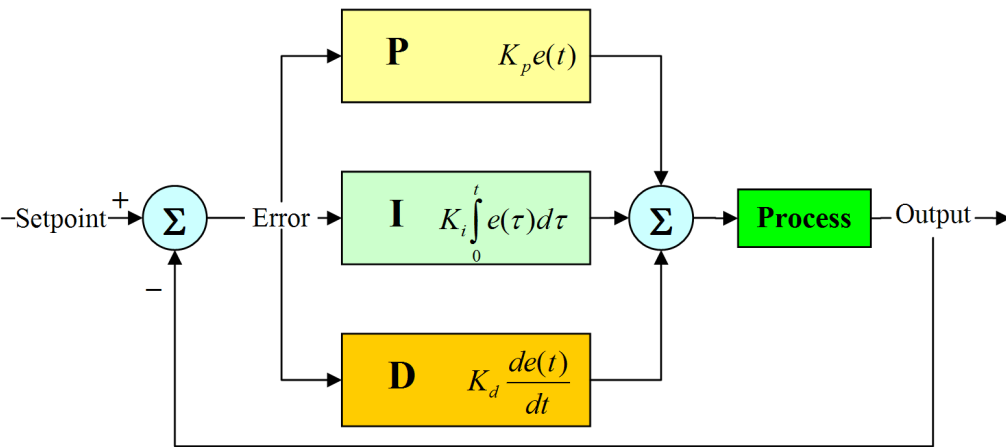 P K_p e(t)
–Setpoint + Σ Error I K_i ∫_0^t e(τ)dτ Σ Process Output
–
D K_d de(t)/dt